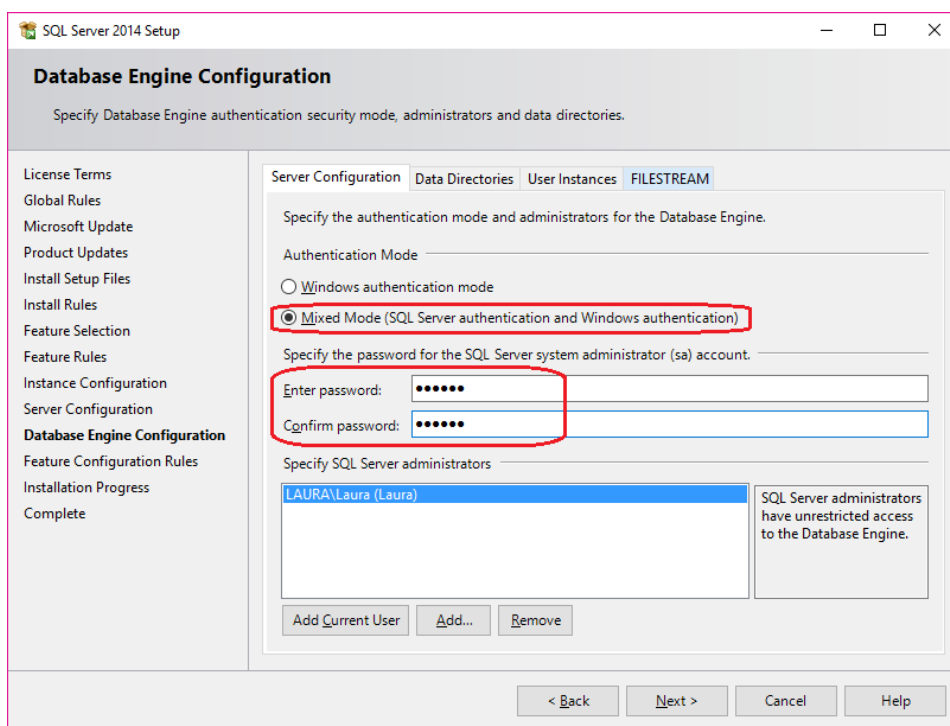 SQL Server 2014 Setup
Database Engine Configuration
Specify Database Engine authentication security mode, administrators and data directories.
License Terms
Global Rules
Microsoft Update
Product Updates
Install Setup Files
Install Rules
Feature Selection
Feature Rules
Instance Configuration
Server Configuration
Database Engine Configuration
Feature Configuration Rules
Installation Progress
Complete
Server Configuration Data Directories User Instances FILESTREAM
Specify the authentication mode and administrators for the Database Engine.
Authentication Mode
Windows authentication mode
Mixed Mode (SQL Server authentication and Windows authentication)
Specify the password for the SQL Server system administrator (sa) account.
Enter password: ●●●●●●
Confirm password: ●●●●●●
Specify SQL Server administrators
LAURA\Laura (Laura)
SQL Server administrators
have unrestricted access
to the Database Engine.
Add Current User Add... Remove
< Back Next > Cancel Help